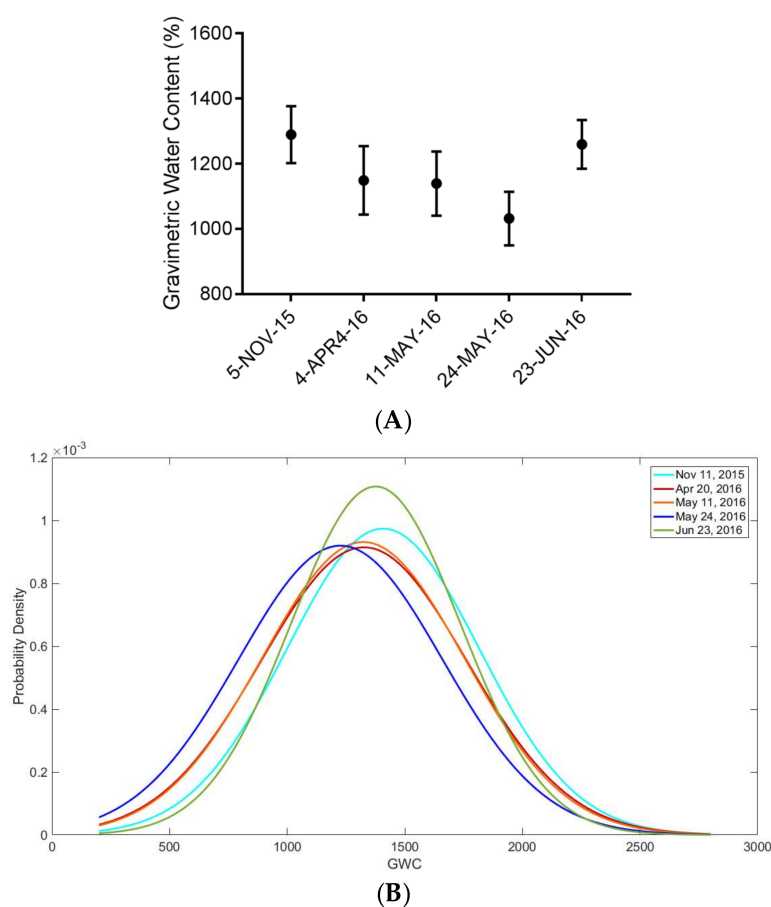 1600
1400
1200
1000
800
Gravimetric Water Content (%)
5-NOV-15
4-APR4-16
11-MAY-16
24-MAY-16
23-JUN-16
(A)
×10⁻³
1.2
1
0.8
0.6
0.4
0.2
0
Probability Density
Nov 11, 2015
Apr 20, 2016
May 11, 2016
May 24, 2016
Jun 23, 2016
0 500 1000 1500 2000 2500 3000
GWC
(B)